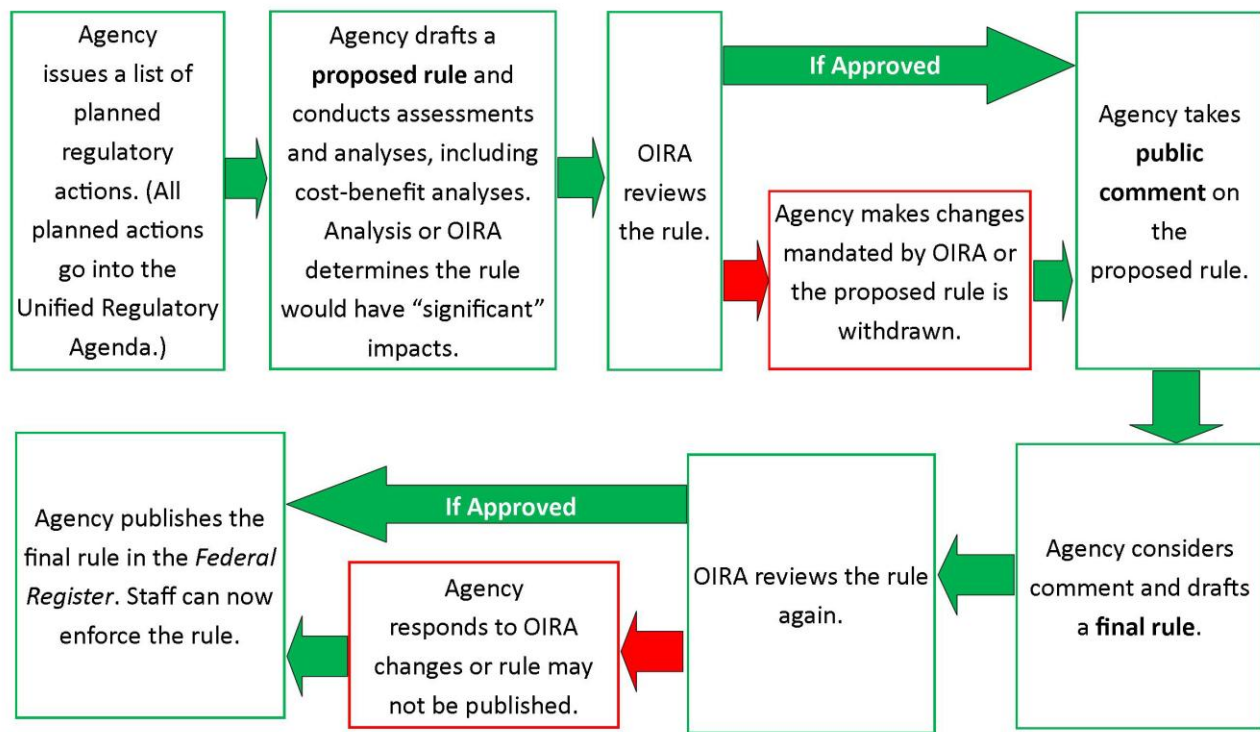 Agency
issues a list of
planned
regulatory
actions. (All
planned actions
go into the
Unified Regulatory
Agenda.)
Agency drafts a
proposed rule and
conducts assessments
and analyses, including
cost-benefit analyses.
Analysis or OIRA
determines the rule
would have “significant”
impacts.
OIRA
reviews
the rule.
If Approved
Agency makes changes
mandated by OIRA or
the proposed rule is
withdrawn.
Agency takes
public
comment on
the
proposed rule.
Agency considers
comment and drafts
a final rule.
OIRA reviews the rule
again.
If Approved
Agency
responds to OIRA
changes or rule may
not be published.
Agency publishes the
final rule in the Federal
Register. Staff can now
enforce the rule.